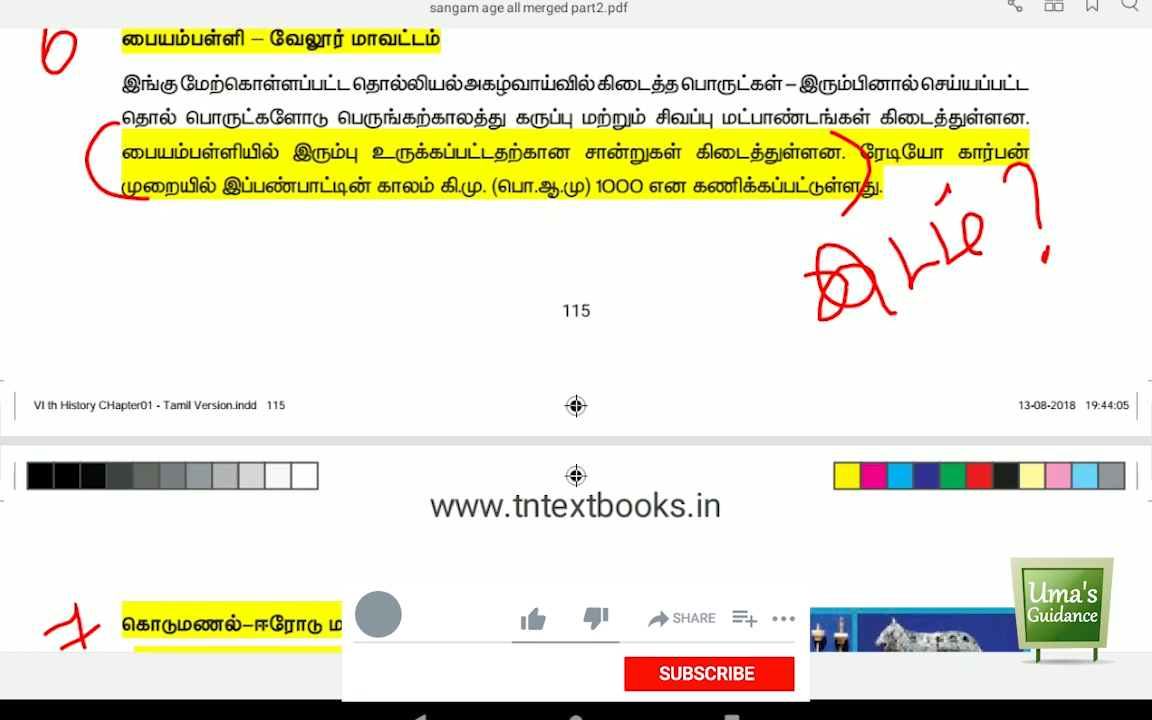 sangam age all merged part2.pdf
6
பையம்பள்ளி – வேலூர் மாவட்டம்
இங்கு மேற்கொள்ளப்பட்ட தொல்லியல் அகழ்வாய்வில் கிடைத்த பொருட்கள் – இரும்பினால் செய்யப்பட்ட
தொல் பொருட்களோடு பெருங்கற்காலத்து கருப்பு மற்றும் சிவப்பு மட்பாண்டங்கள் கிடைத்துள்ளன.
பையம்பள்ளியில் இரும்பு உருக்கப்பட்டதற்கான சான்றுகள் கிடைத்துள்ளன. ரேடியோ கார்பன்
முறையில் இப்பண்பாட்டின் காலம் கி.மு. (பொ.ஆ.மு) 1000 என கணிக்கப்பட்டுள்ளது.
இடம் ?
115
VI th History CHapter01 - Tamil Version.indd 115
13-08-2018 19:44:05
www.tntextbooks.in
7
கொடுமணல்–ஈரோடு ம
Uma's
Guidance
SHARE
SUBSCRIBE